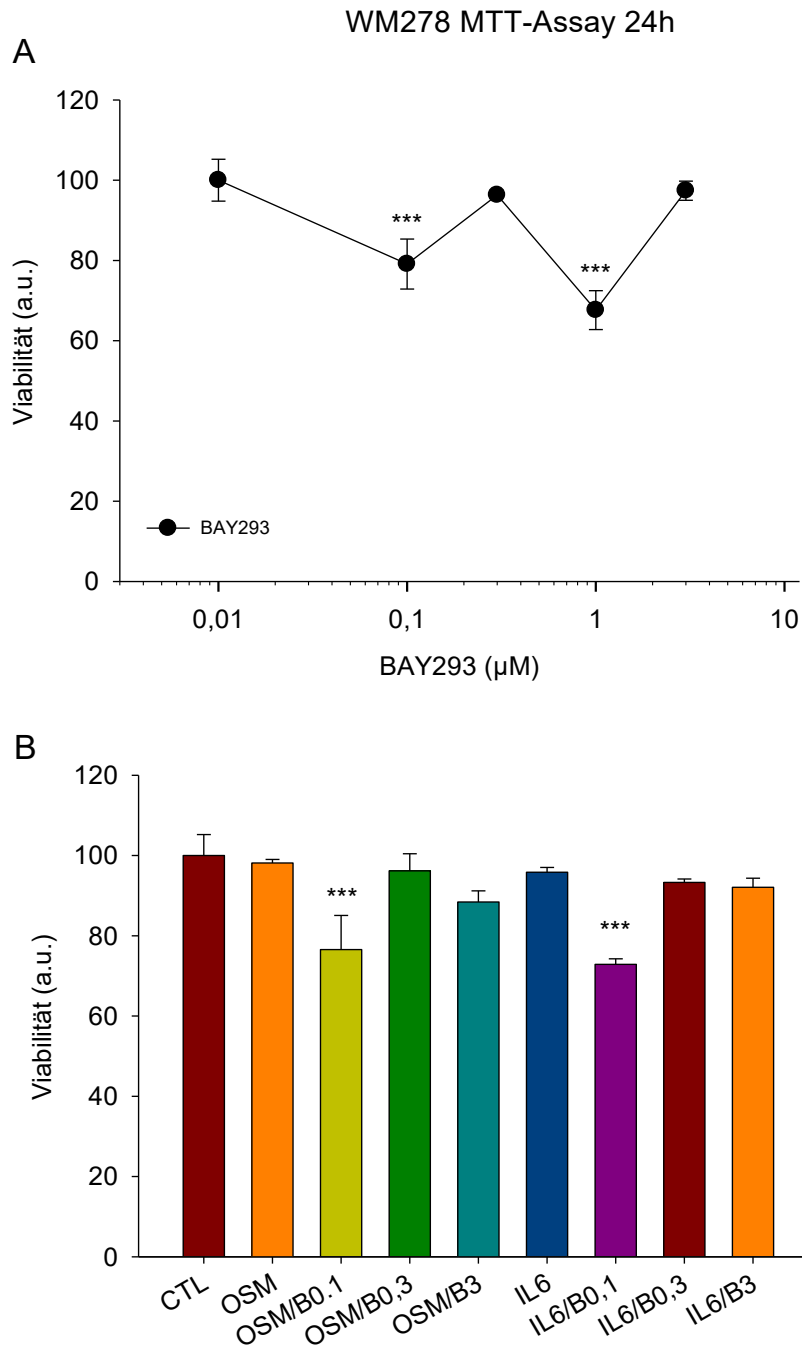 WM278 MTT-Assay 24h
A
120
100
80
60
40
20
0
Viabilität (a.u.)
***
***
BAY293
0,01
0,1
1
10
BAY293 (µM)
B
120
100
80
60
40
20
0
Viabilität (a.u.)
***
***
CTL
OSM
OSM/B0.1
OSM/B0,3
OSM/B3
IL6
IL6/B0,1
IL6/B0,3
IL6/B3